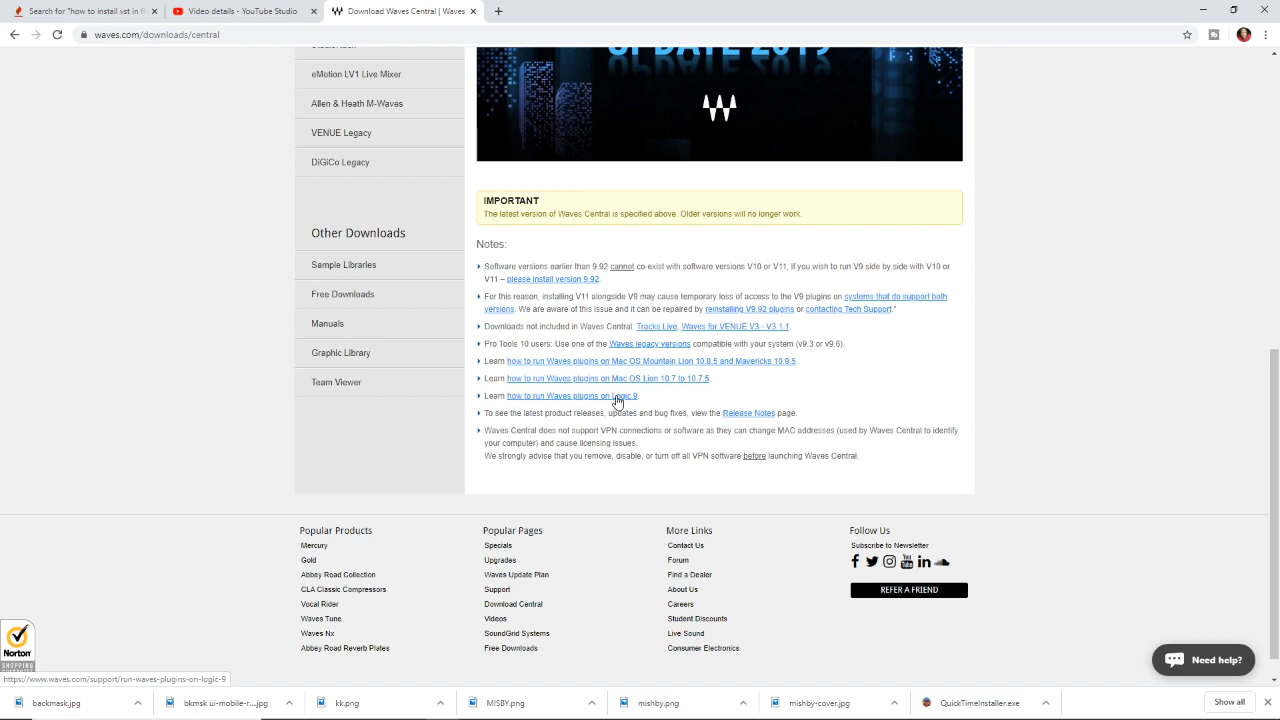 Search for "how to install vst in fl
Video details - YouTube Studio
Download Waves Central | Waves
waves.com/downloads/central
UPDATE 2019
eMotion LV1 Live Mixer
Allen & Heath M-Waves
VENUE Legacy
DiGiCo Legacy
Other Downloads
Sample Libraries
Free Downloads
Manuals
Graphic Library
Team Viewer
IMPORTANT
The latest version of Waves Central is specified above. Older versions will no longer work.
Notes:
Software versions earlier than 9.92 cannot co-exist with software versions V10 or V11, if you wish to run V9 side by side with V10 or
V11 – please install version 9.92.
For this reason, installing V11 alongside V9 may cause temporary loss of access to the V9 plugins on systems that do support both
versions. We are aware of this issue and it can be repaired by reinstalling V9.92 plugins or contacting Tech Support."
Downloads not included in Waves Central: Tracks Live, Waves for VENUE V3 - V3.1.1.
Pro Tools 10 users: Use one of the Waves legacy versions compatible with your system (v9.3 or v9.6).
Learn how to run Waves plugins on Mac OS Mountain Lion 10.8.5 and Mavericks 10.9.5.
Learn how to run Waves plugins on Mac OS Lion 10.7 to 10.7.5.
Learn how to run Waves plugins on Logic 9.
To see the latest product releases, updates and bug fixes, view the Release Notes page.
Waves Central does not support VPN connections or software as they can change MAC addresses (used by Waves Central to identify
your computer) and cause licensing issues.
We strongly advise that you remove, disable, or turn off all VPN software before launching Waves Central.
Popular Products
Mercury
Gold
Abbey Road Collection
CLA Classic Compressors
Vocal Rider
Waves Tune
Waves Nx
Abbey Road Reverb Plates
Popular Pages
Specials
Upgrades
Waves Update Plan
Support
Download Central
Videos
SoundGrid Systems
Free Downloads
More Links
Contact Us
Forum
Find a Dealer
About Us
Careers
Student Discounts
Live Sound
Consumer Electronics
Follow Us
Subscribe to Newsletter
You
Tube
REFER A FRIEND
Norton
SHOPPING
Need help?
https://www.waves.com/support/run-waves-plugins-on-logic-9
backmask.jpg
bkmsk ui-mobile-r....jpg
kk.png
MISBY.png
mishby.png
mishby-cover.jpg
QuickTimeInstaller.exe
Show all